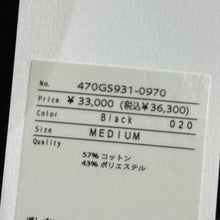 No. 470GS931-0970
Price ¥ 33,000 (税込¥36,300)
Color Black 020
Size MEDIUM
Quality
57% コットン
43% ポリエステル